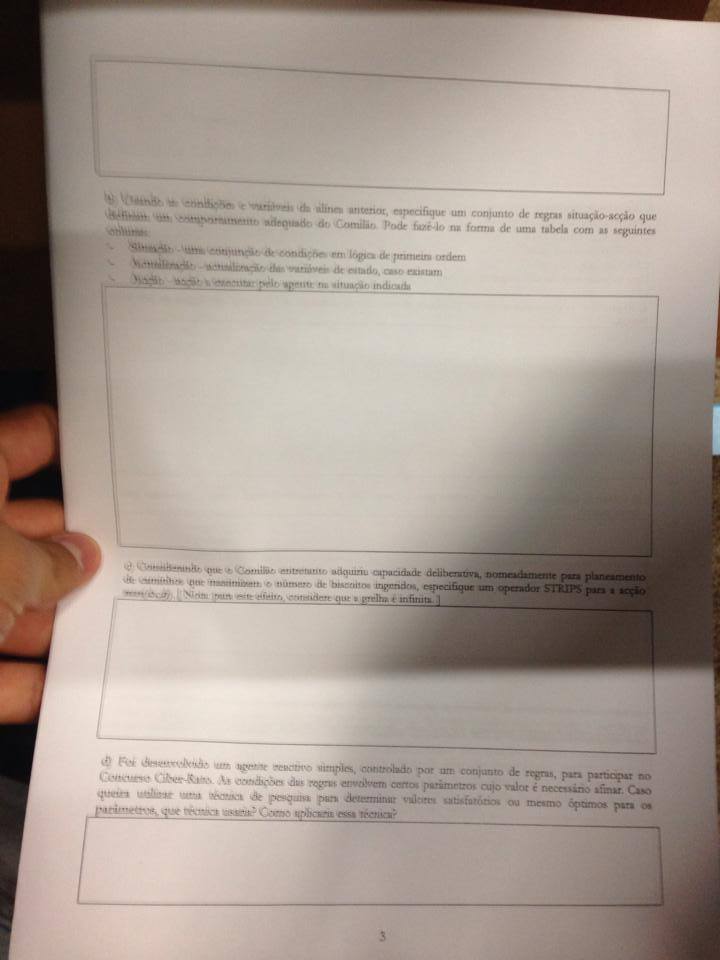 b) Usando as condições e variáveis da alínea anterior, especifique um conjunto de regras situação-acção que
definam um comportamento adequado do Comilão. Pode fazê-lo na forma de uma tabela com as seguintes
colunas:
Situação - uma conjunção de condições em lógica de primeira ordem
Actualização - actualização das variáveis de estado, caso existam
Acção - acção a executar pelo agente na situação indicada
c) Considerando que o Comilão entretanto adquiriu capacidade deliberativa, nomeadamente para planeamento
de caminhos que maximizem o número de biscoitos ingeridos, especifique um operador STRIPS para a acção
[ Nota: para este efeito, considere que a grelha é infinita. ]
d) Foi desenvolvido um agente reactivo simples, controlado por um conjunto de regras, para participar no
Concurso Ciber-Rato. As condições das regras envolvem certos parâmetros cujo valor é necessário afinar. Caso
queira utilizar uma técnica de pesquisa para determinar valores satisfatórios ou mesmo óptimos para os
parâmetros, que técnica usaria? Como aplicaria essa técnica?
3